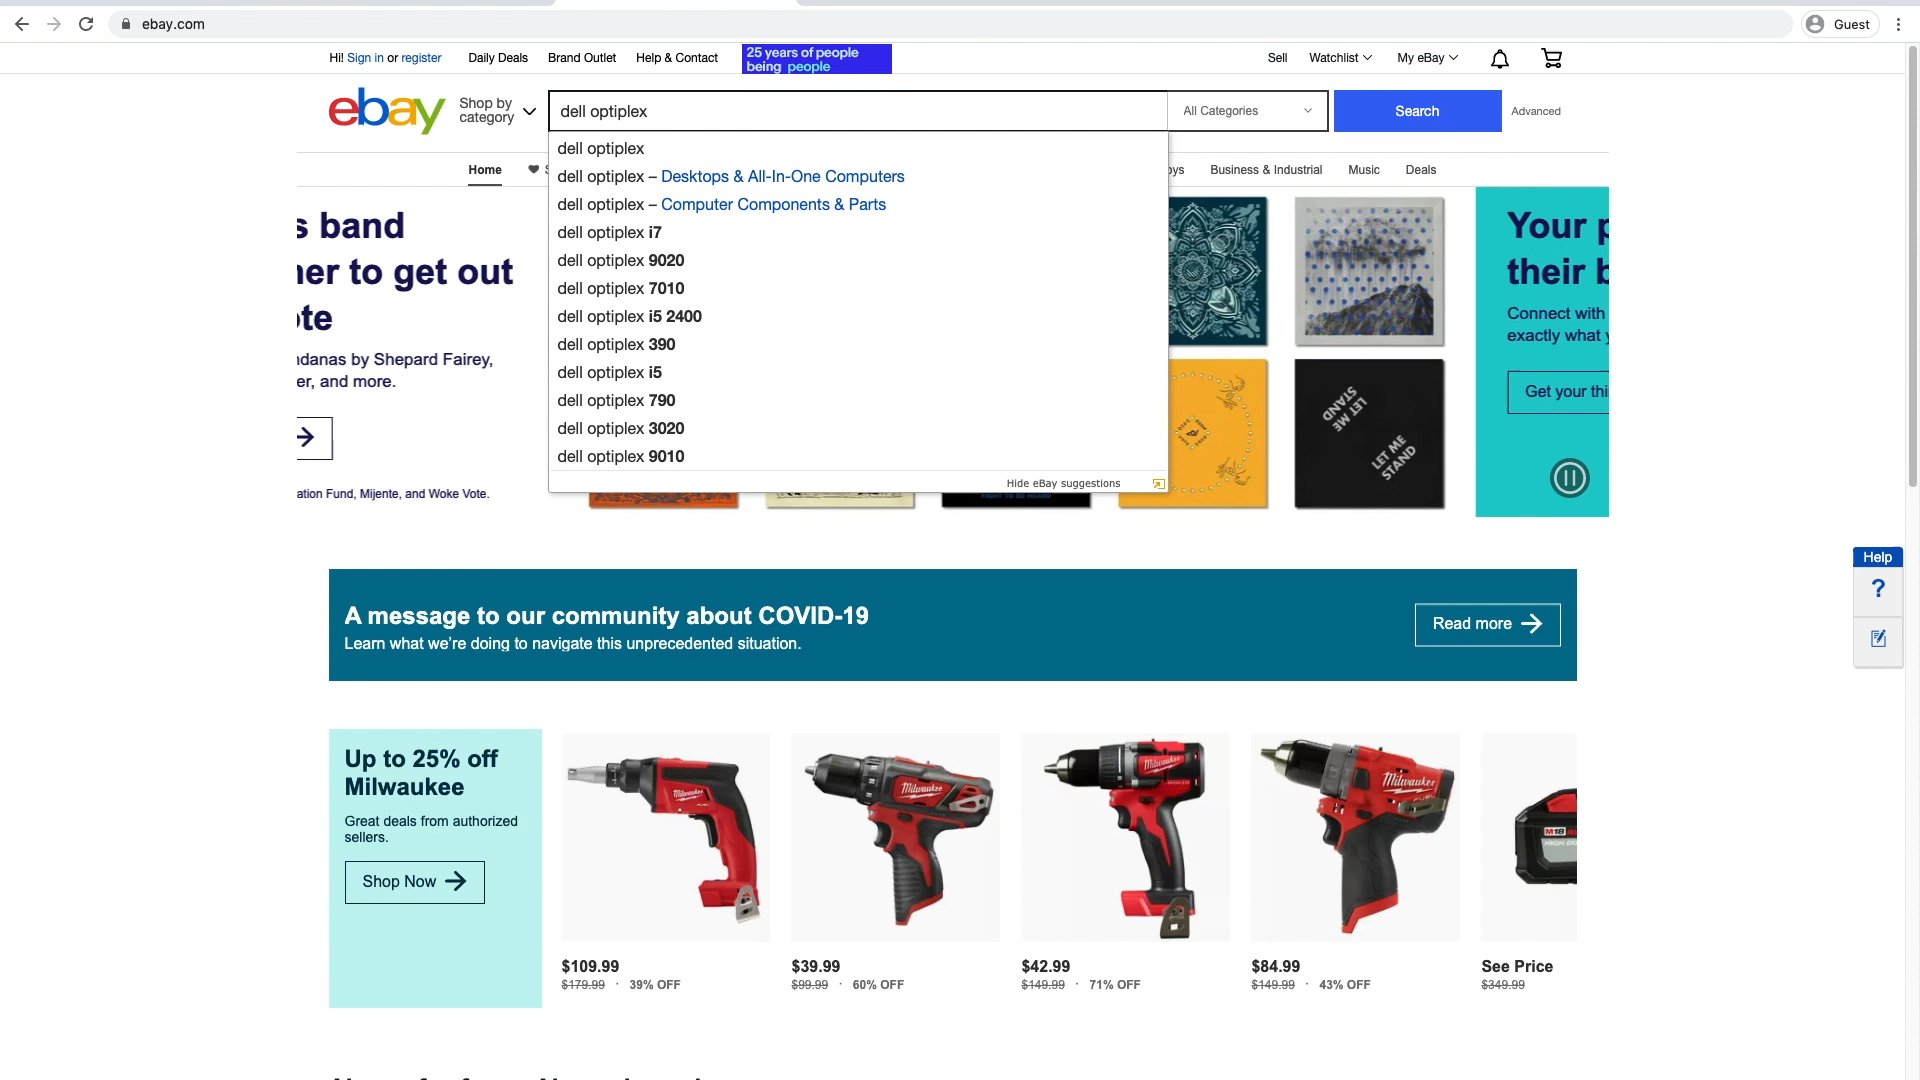 ebay.com
Guest
Hi! Sign in or register
Daily Deals
Brand Outlet
Help & Contact
25 years of people
being people
Sell
Watchlist
My eBay
ebay
Shop by
category
dell optiplex
All Categories
Search
Advanced
dell optiplex
dell optiplex – Desktops & All-In-One Computers
dell optiplex – Computer Components & Parts
dell optiplex i7
dell optiplex 9020
dell optiplex 7010
dell optiplex i5 2400
dell optiplex 390
dell optiplex i5
dell optiplex 790
dell optiplex 3020
dell optiplex 9010
Hide eBay suggestions
Home
Business & Industrial
Music
Deals
s band
to get out
by Shepard Fairey,
er, and more.
ation Fund, Mijente, and Woke Vote.
LET ME
STAND
LET ME
STAND
Your
their
Connect with
exactly what
Get your
Help
?
A message to our community about COVID-19
Learn what we’re doing to navigate this unprecedented situation.
Read more
Up to 25% off
Milwaukee
Great deals from authorized
sellers.
Shop Now
Milwaukee
Milwaukee
Milwaukee
Milwaukee
M18
$109.99
$179.99 · 39% OFF
$39.99
$99.99 · 60% OFF
$42.99
$149.99 · 71% OFF
$84.99
$149.99 · 43% OFF
See Price
$349.99